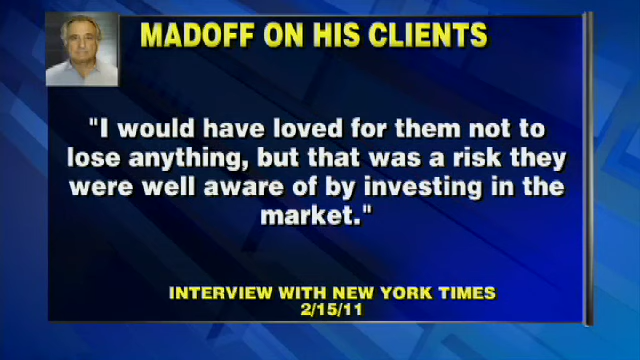 MADOFF ON HIS CLIENTS
"I would have loved for them not to
lose anything, but that was a risk they
were well aware of by investing in the
market."
INTERVIEW WITH NEW YORK TIMES
2/15/11